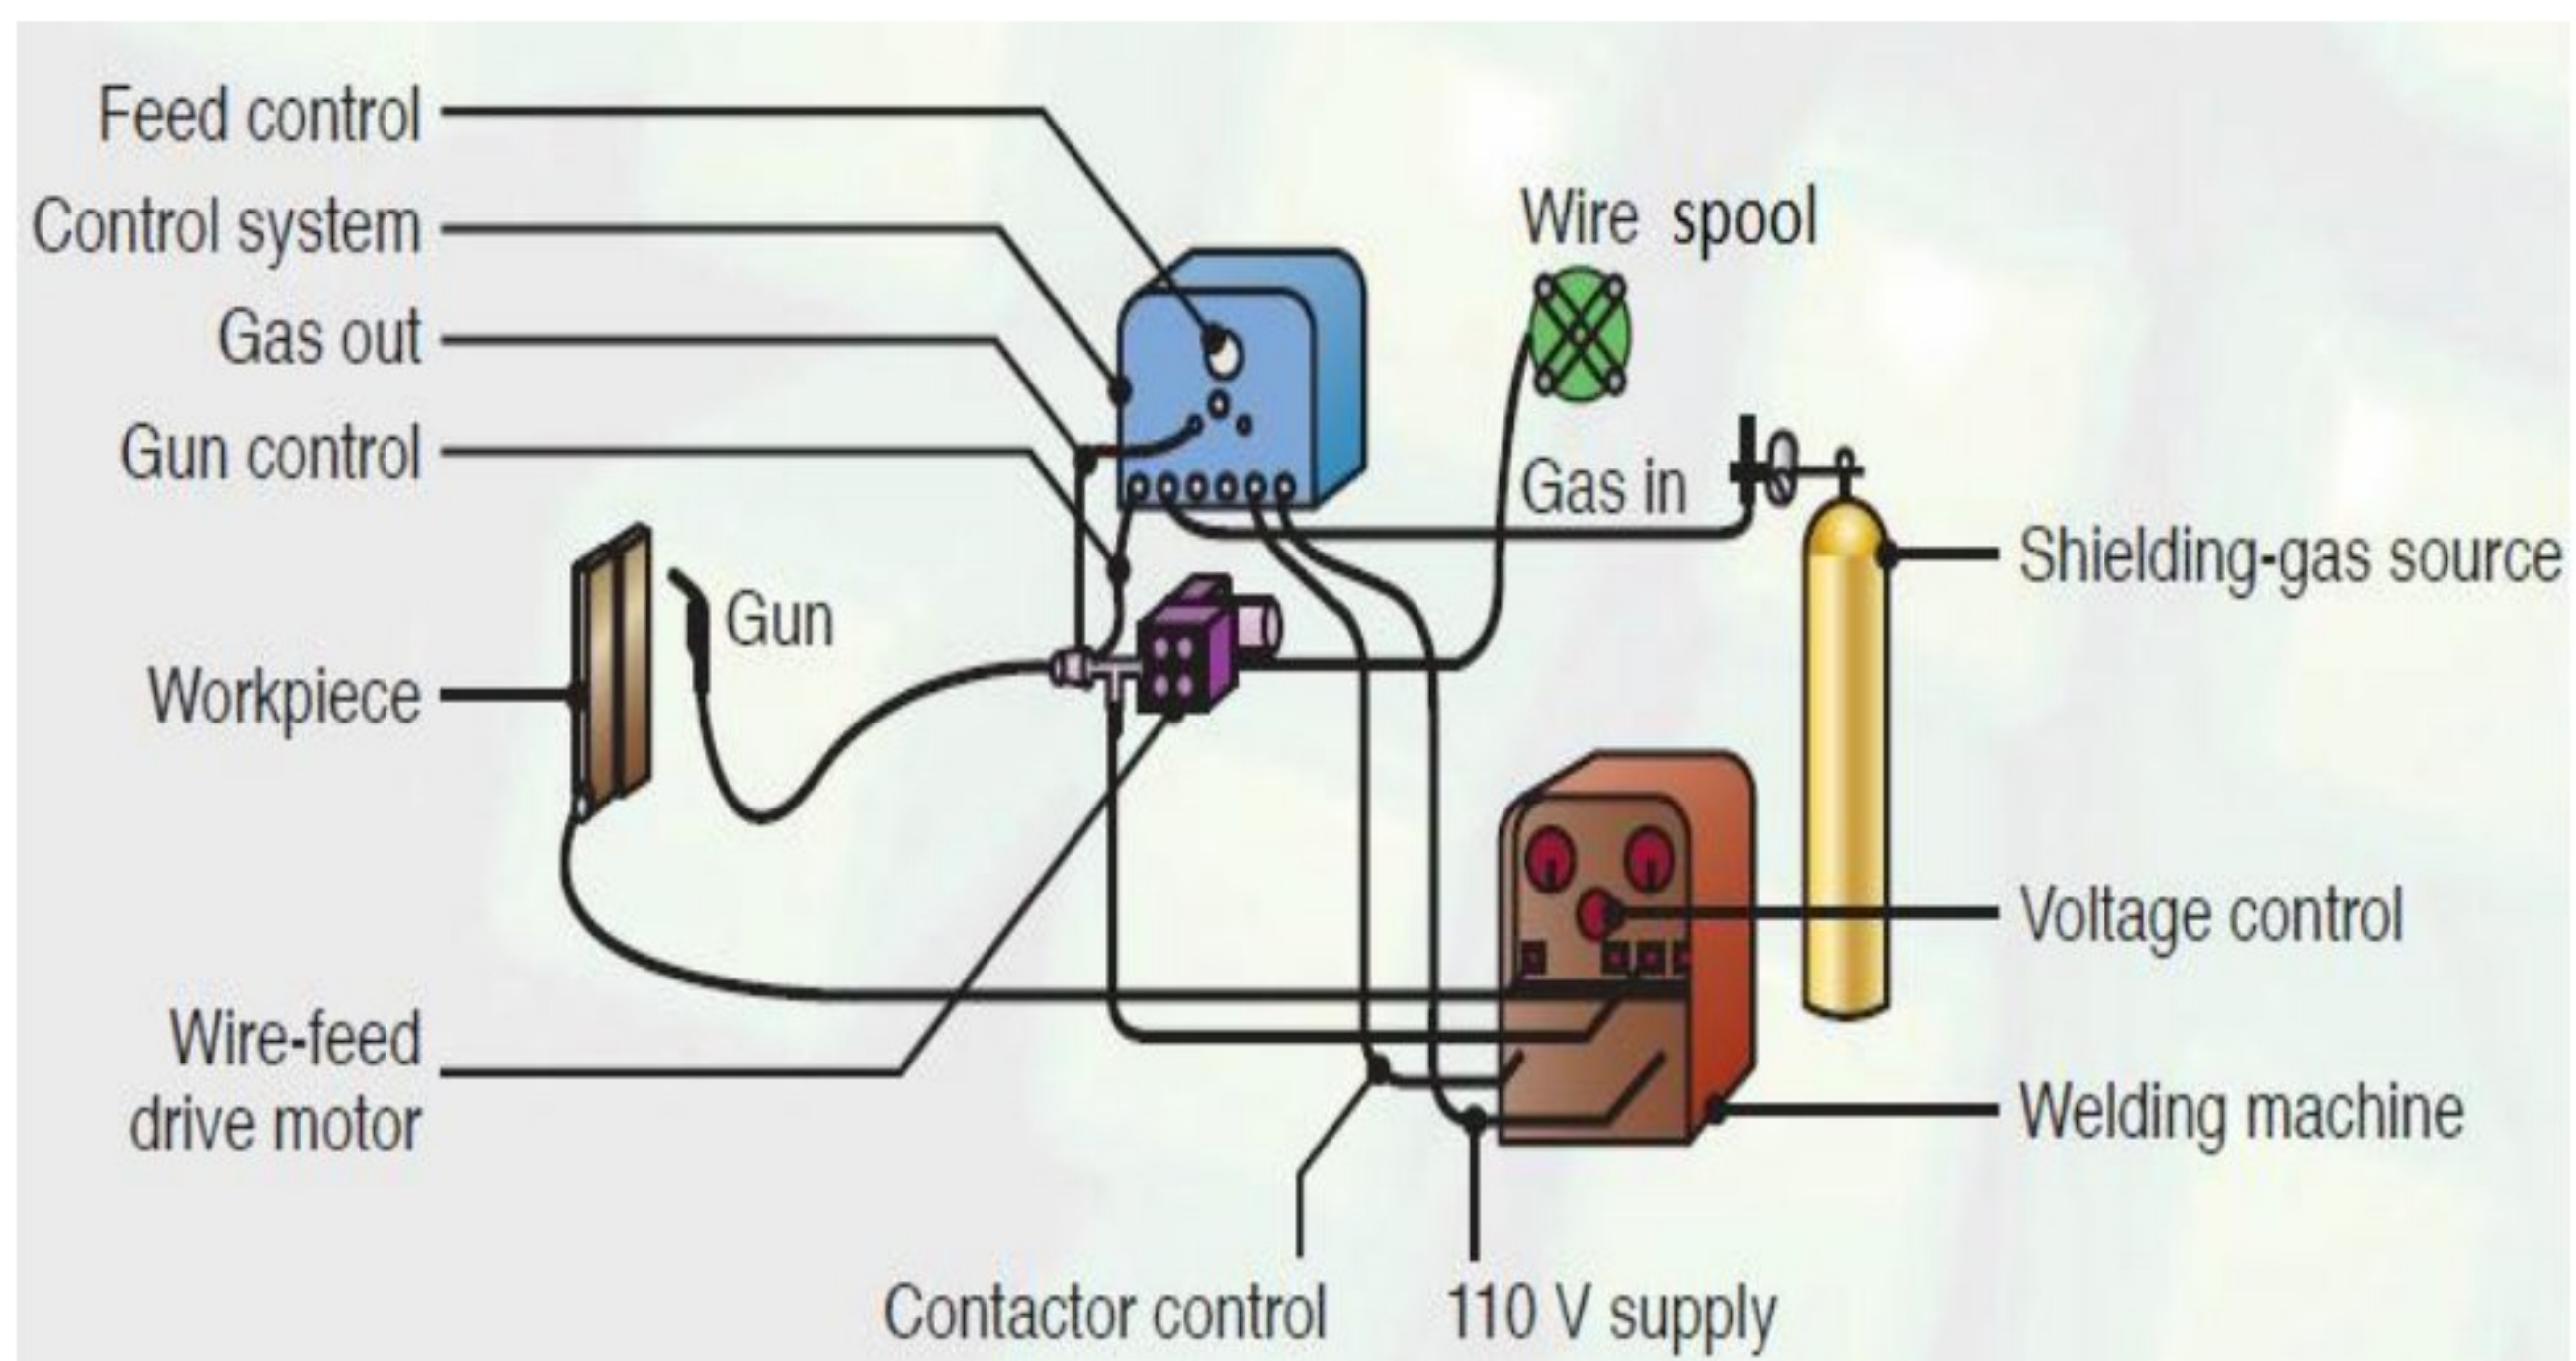 Feed control
Control system
Gas out
Gun control
Wire spool
Gas in
Shielding-gas source
Gun
Workpiece
Voltage control
Wire-feed
drive motor
Welding machine
Contactor control
110 V supply